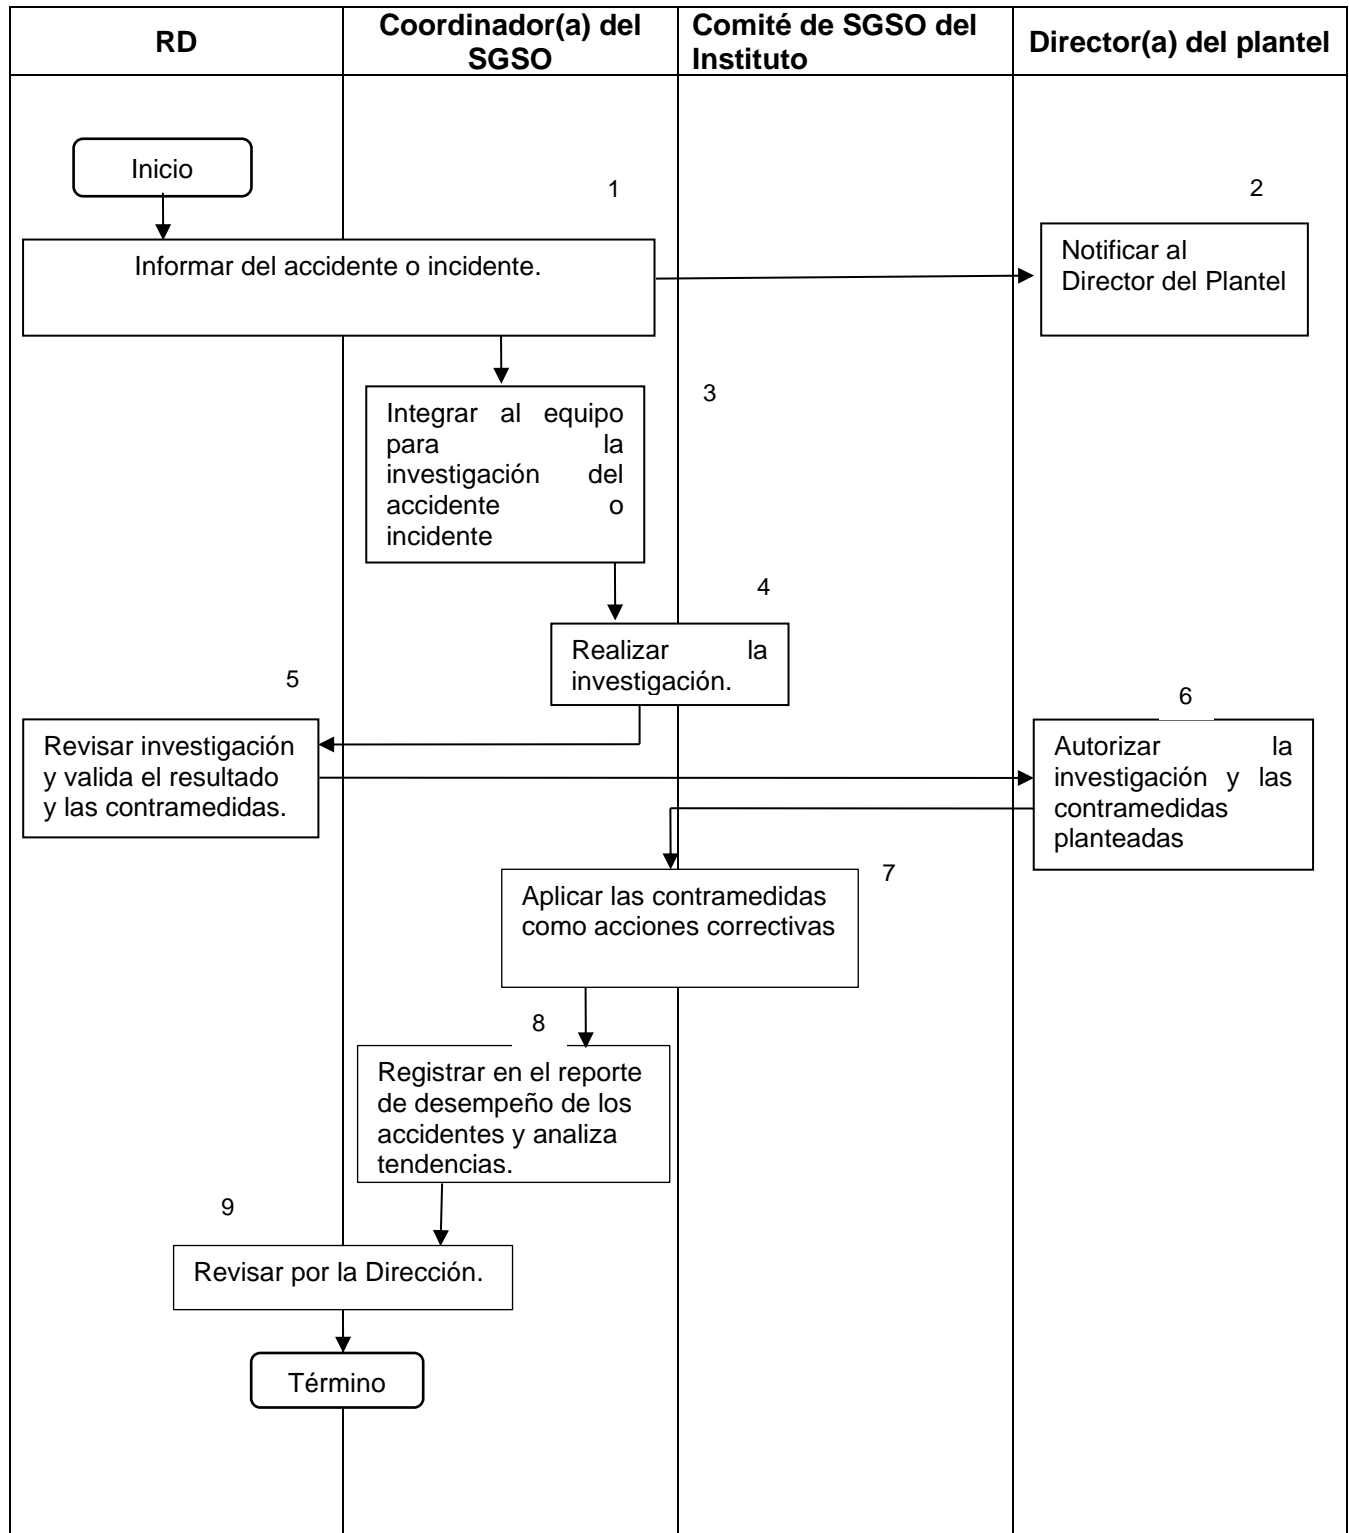 RD
Coordinador(a) del
SGSO
Comité de SGSO del
Instituto
Director(a) del plantel
Inicio
1
2
Informar del accidente o incidente.
Notificar al
Director del Plantel
3
Integrar al equipo
para la
investigación del
accidente o
incidente
4
Realizar la
investigación.
5
6
Revisar investigación
y valida el resultado
y las contramedidas.
Autorizar la
investigación y las
contramedidas
planteadas
7
Aplicar las contramedidas
como acciones correctivas
8
Registrar en el reporte
de desempeño de los
accidentes y analiza
tendencias.
9
Revisar por la Dirección.
Término